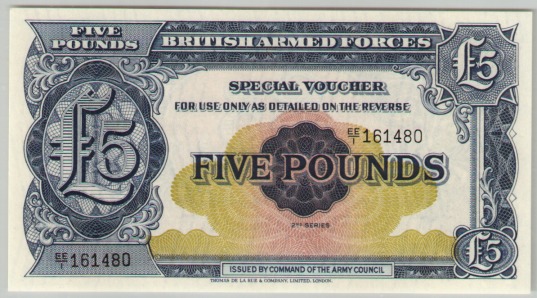 FIVE
POUNDS
BRITISH ARMED FORCES
£5
SPECIAL VOUCHER
FOR USE ONLY AS DETAILED ON THE REVERSE
£5
EE/1 161480
FIVE POUNDS
2ND SERIES
EE/1 161480
£5
ISSUED BY COMMAND OF THE ARMY COUNCIL
THOMAS DE LA RUE & COMPANY, LIMITED, LONDON.